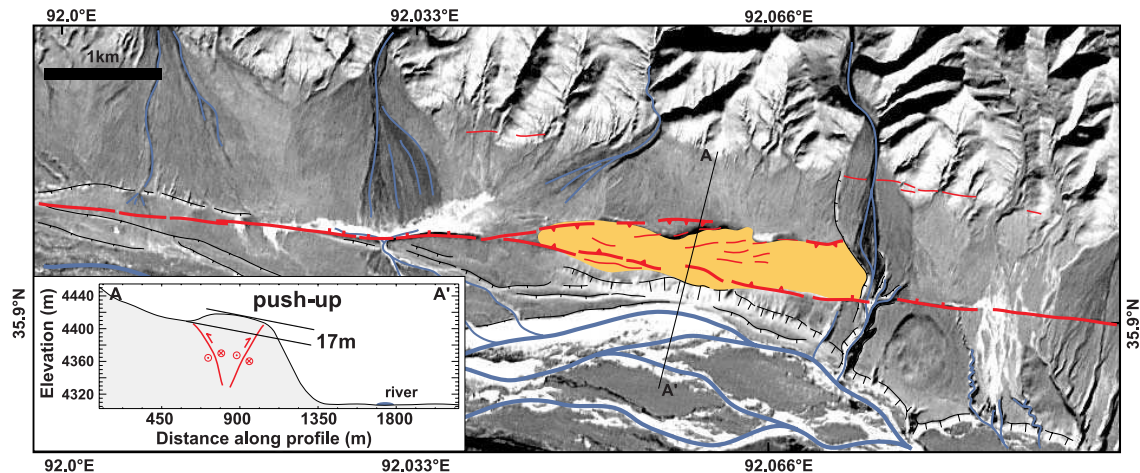 92.0°E 92.033°E 92.066°E
1km
A
A'
35.9°N
35.9°N
A push-up A'
17m
river
4440
4400
4360
4320
Elevation (m)
450 900 1350 1800
Distance along profile (m)
92.0°E 92.033°E 92.066°E